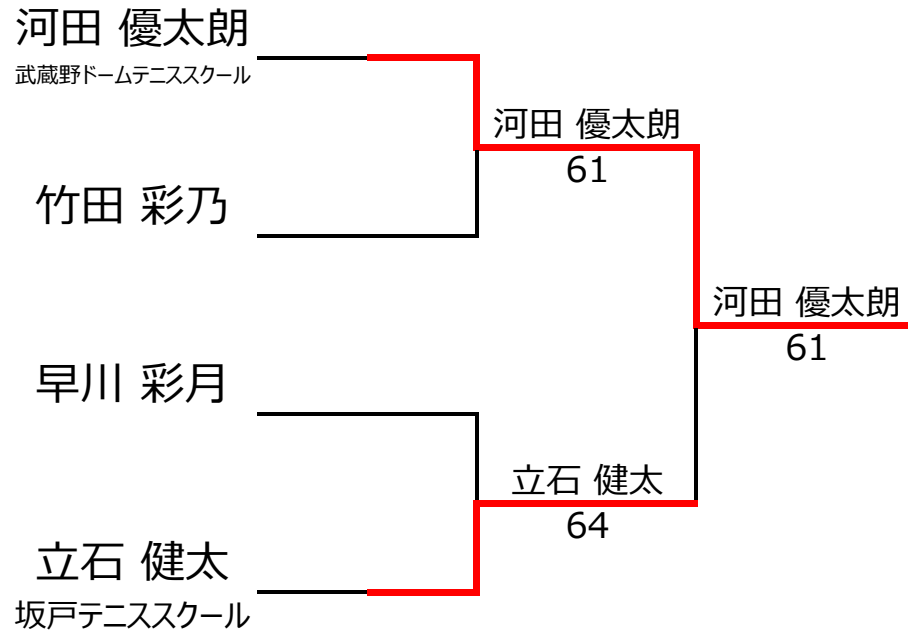 河田 優太朗
武蔵野ドームテニススクール
河田 優太朗
61
竹田 彩乃
河田 優太朗
61
早川 彩月
立石 健太
64
立石 健太
坂戸テニススクール